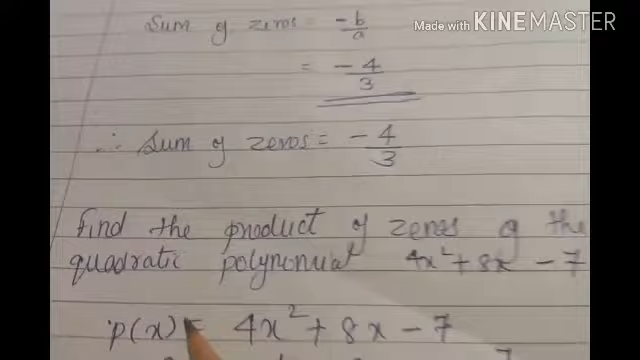 Made with KINEMASTER
Sum of zeros = -b/a
= -4/3
∴ Sum of zeros = -4/3
Find the product of zeros of the
quadratic polynomial 4x² + 8x - 7
p(x) = 4x² + 8x - 7